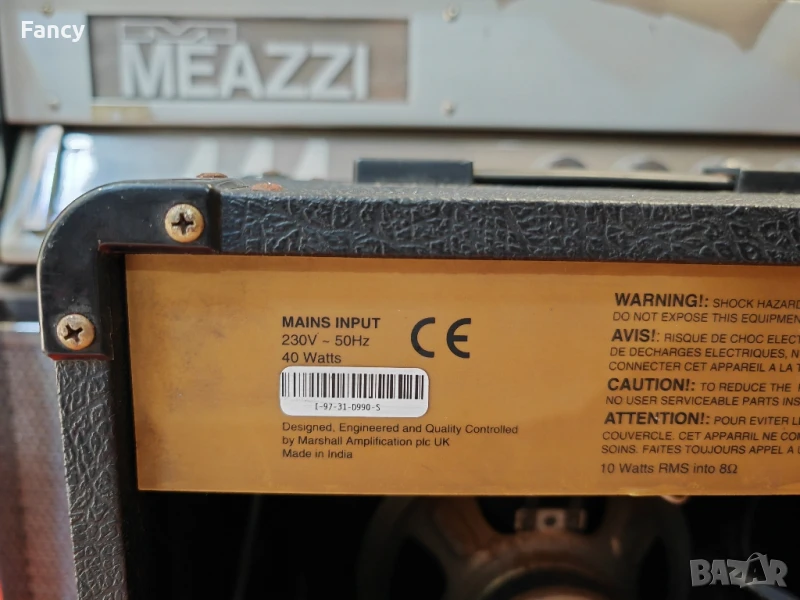 Fancy
MEAZZI
MAINS INPUT
230V ~ 50Hz
40 Watts
CE
I-97-31-0990-S
Designed, Engineered and Quality Controlled
by Marshall Amplification plc UK
Made in India
WARNING!: SHOCK HAZARD
DO NOT EXPOSE THIS EQUIPMEN
AVIS!: RISQUE DE CHOC ELECT
DE DECHARGES ELECTRIQUES, N
CONNECTER CET APPAREIL A LA T
CAUTION!: TO REDUCE THE
NO USER SERVICEABLE PARTS INS
ATTENTION!: POUR EVITER LE
COUVERCLE. CET APPARRIL NE CO
SOINS. FAITES TOUJOURS APPEL A
10 Watts RMS into 8Ω
BAZAR